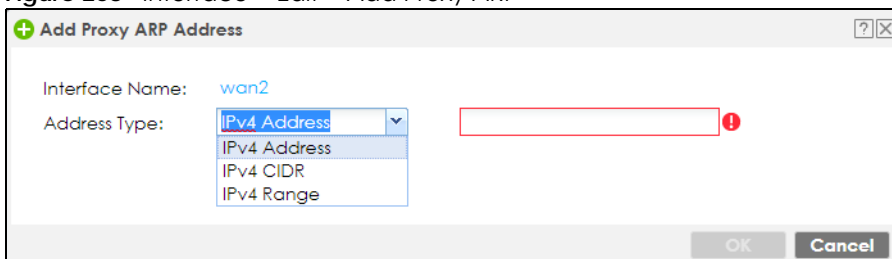 Add Proxy ARP Address
Interface Name: wan2
Address Type: IPv4 Address
IPv4 Address
IPv4 CIDR
IPv4 Range
OK Cancel